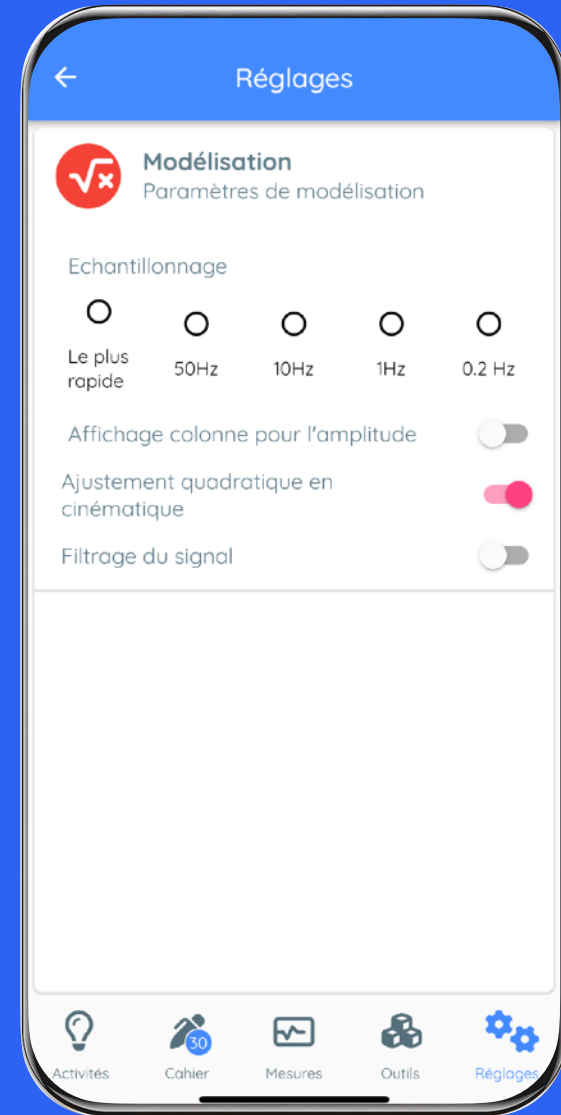 Réglages
Modélisation
Paramètres de modélisation
Echantillonnage
Le plus
rapide
50Hz
10Hz
1Hz
0.2 Hz
Affichage colonne pour l'amplitude
Ajustement quadratique en
cinématique
Filtrage du signal
30
Activités
Cahier
Mesures
Outils
Réglages